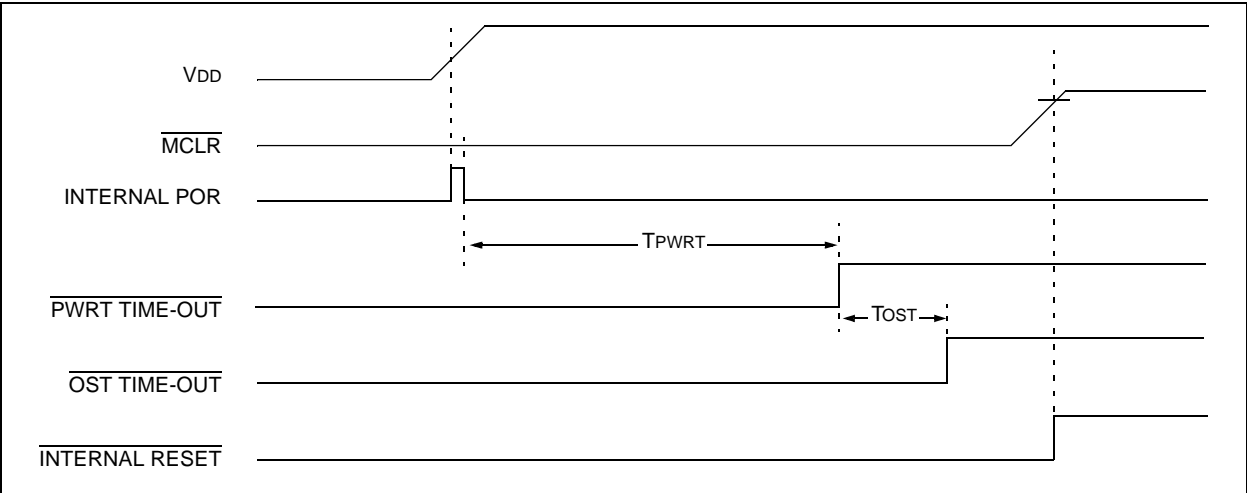 VDD
MCLR
INTERNAL POR
TPWRT
PWRT TIME-OUT
TOST
OST TIME-OUT
INTERNAL RESET